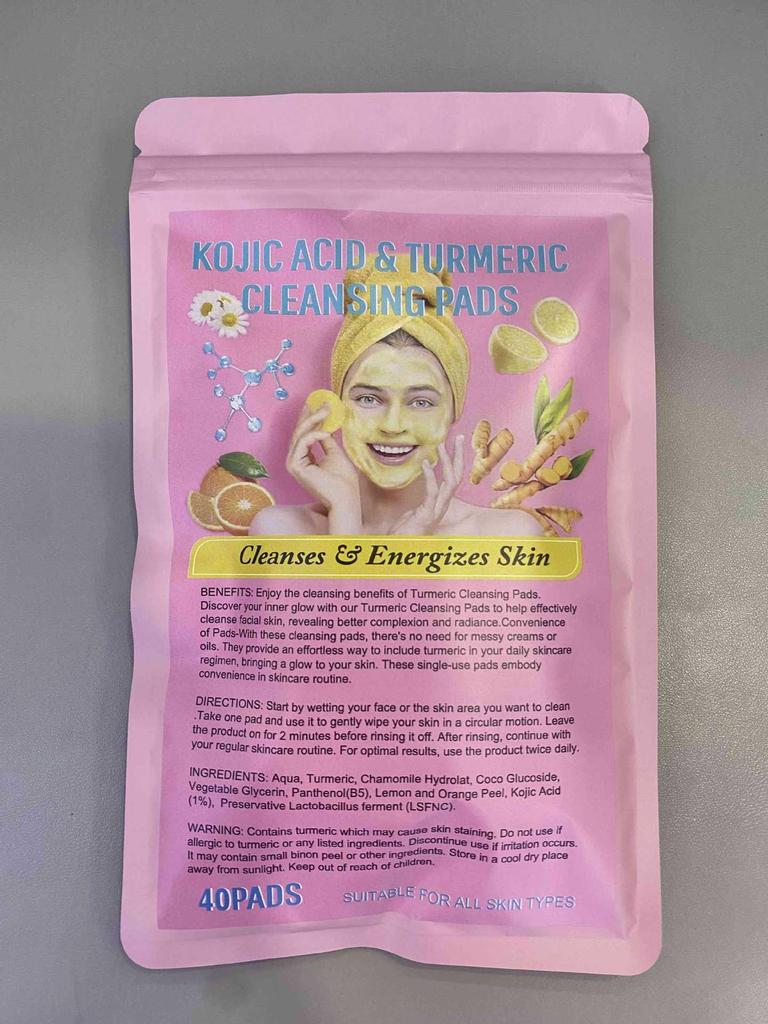 KOJIC ACID & TURMERIC
CLEANSING PADS
Cleanses & Energizes Skin
BENEFITS: Enjoy the cleansing benefits of Turmeric Cleansing Pads.
Discover your inner glow with our Turmeric Cleansing Pads to help effectively
cleanse facial skin, revealing better complexion and radiance.Convenience
of Pads-With these cleansing pads, there's no need for messy creams or
oils. They provide an effortless way to include turmeric in your daily skincare
regimen, bringing a glow to your skin. These single-use pads embody
convenience in skincare routine.
DIRECTIONS: Start by wetting your face or the skin area you want to clean
.Take one pad and use it to gently wipe your skin in a circular motion. Leave
the product on for 2 minutes before rinsing it off. After rinsing, continue with
your regular skincare routine. For optimal results, use the product twice daily.
INGREDIENTS: Aqua, Turmeric, Chamomile Hydrolat, Coco Glucoside,
Vegetable Glycerin, Panthenol(B5), Lemon and Orange Peel, Kojic Acid
(1%), Preservative Lactobacillus ferment (LSFNC).
WARNING: Contains turmeric which may cause skin staining. Do not use if
allergic to turmeric or any listed ingredients. Discontinue use if irritation occurs.
It may contain small binon peel or other ingredients. Store in a cool dry place
away from sunlight. Keep out of reach of children.
40PADS
SUITABLE FOR ALL SKIN TYPES